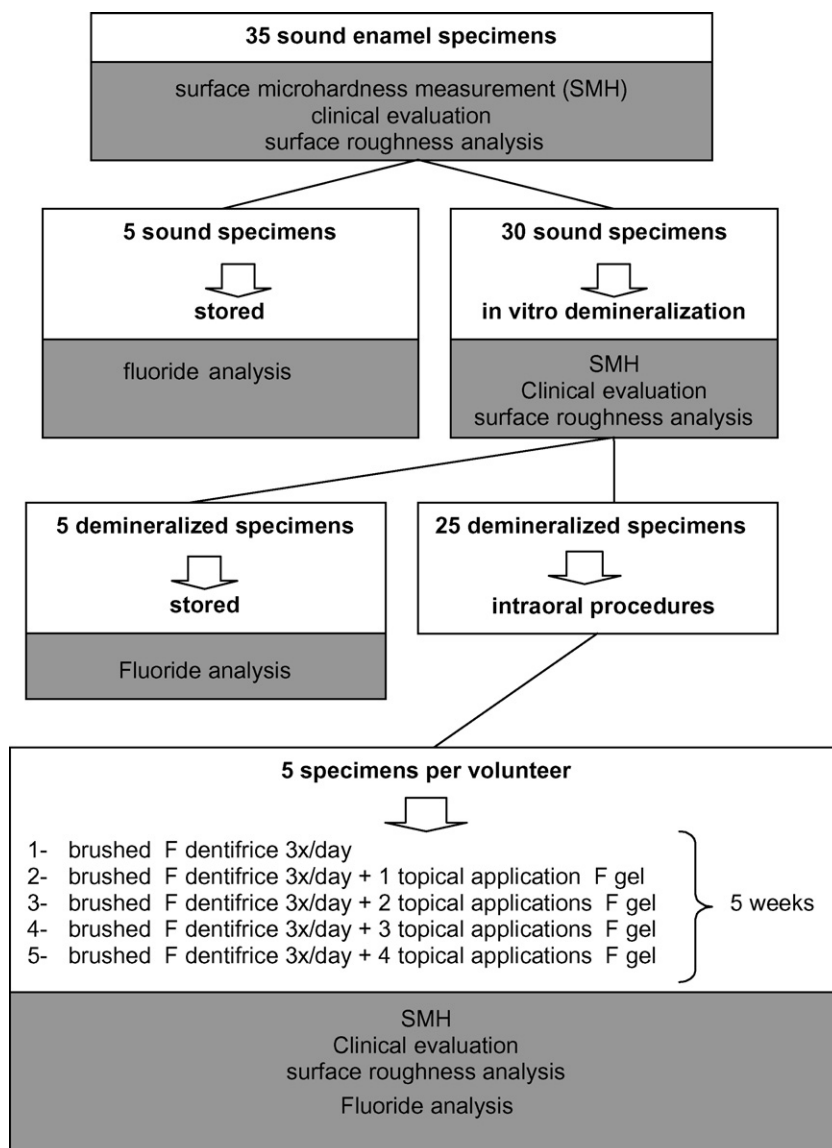 35 sound enamel specimens
surface microhardness measurement (SMH)
clinical evaluation
surface roughness analysis
5 sound specimens
stored
fluoride analysis
30 sound specimens
in vitro demineralization
SMH
Clinical evaluation
surface roughness analysis
5 demineralized specimens
stored
Fluoride analysis
25 demineralized specimens
intraoral procedures
5 specimens per volunteer
1- brushed F dentifrice 3x/day
2- brushed F dentifrice 3x/day + 1 topical application F gel
3- brushed F dentifrice 3x/day + 2 topical applications F gel
4- brushed F dentifrice 3x/day + 3 topical applications F gel
5- brushed F dentifrice 3x/day + 4 topical applications F gel
5 weeks
SMH
Clinical evaluation
surface roughness analysis
Fluoride analysis